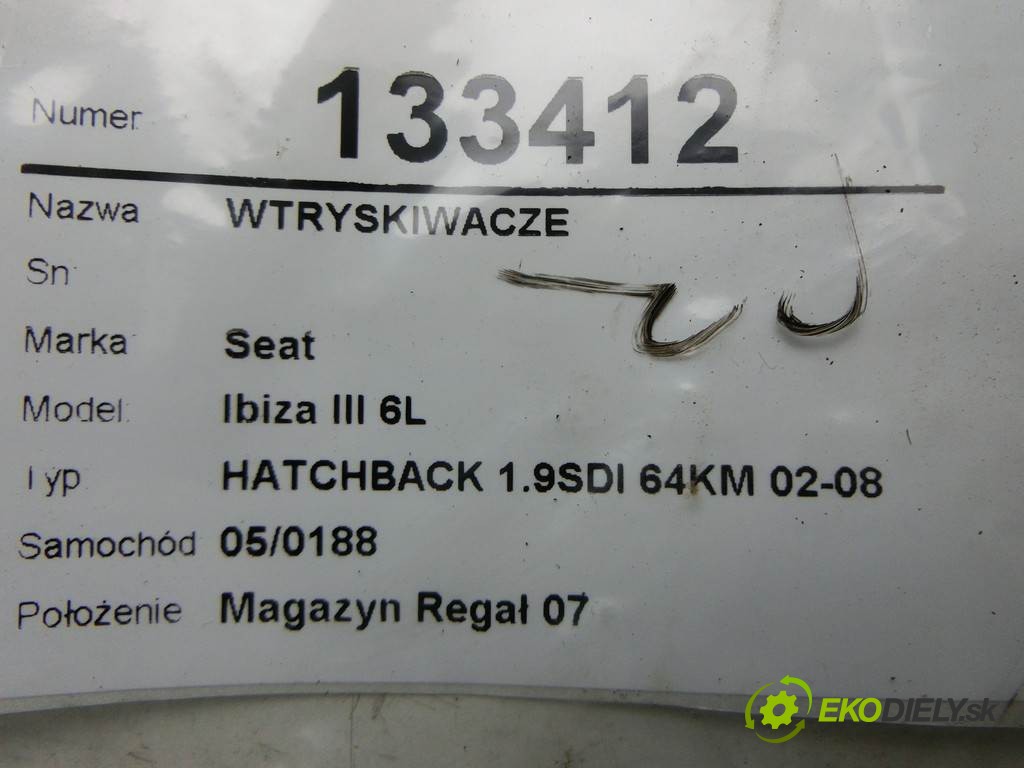 Numer 133412
Nazwa WTRYSKIWACZE
Sn
Marka Seat
Model: Ibiza III 6L
Typ HATCHBACK 1.9SDI 64KM 02-08
Samochód 05/0188
Położenie Magazyn Regał 07
EKODIELY.sk